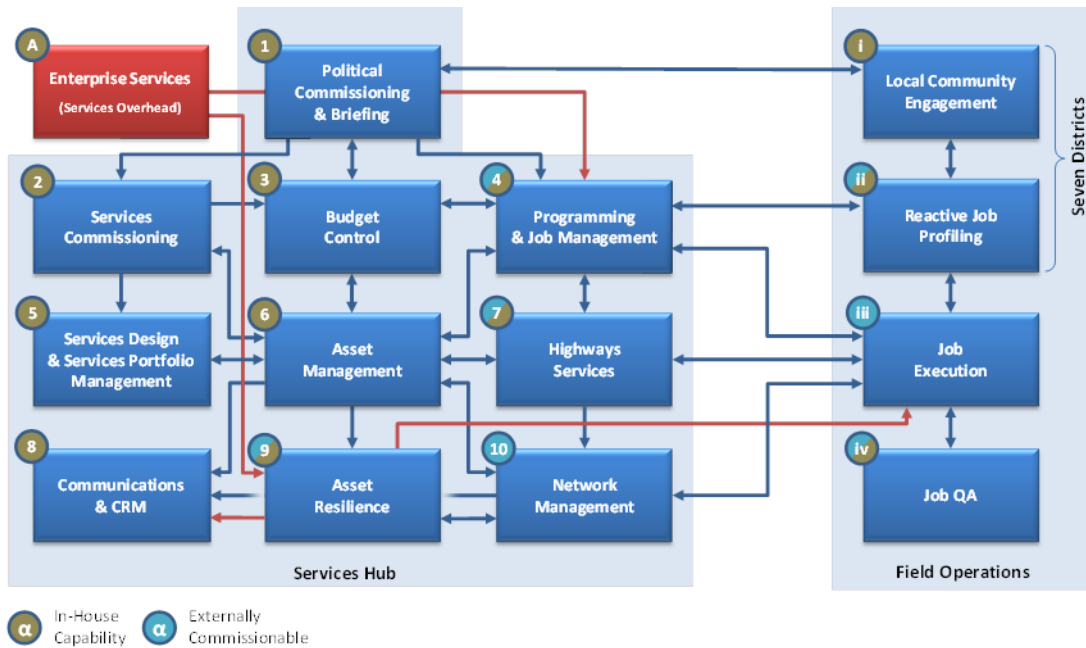 A
Enterprise Services
(Services Overhead)
1
Political
Commissioning
& Briefing
i
Local Community
Engagement
Seven Districts
2
Services
Commissioning
3
Budget
Control
4
Programming
& Job Management
ii
Reactive Job
Profiling
5
Services Design
& Services Portfolio
Management
6
Asset
Management
7
Highways
Services
iii
Job
Execution
8
Communications
& CRM
9
Asset
Resilience
10
Network
Management
iv
Job QA
Services Hub
Field Operations
α
In-House
Capability
α
Externally
Commissionable